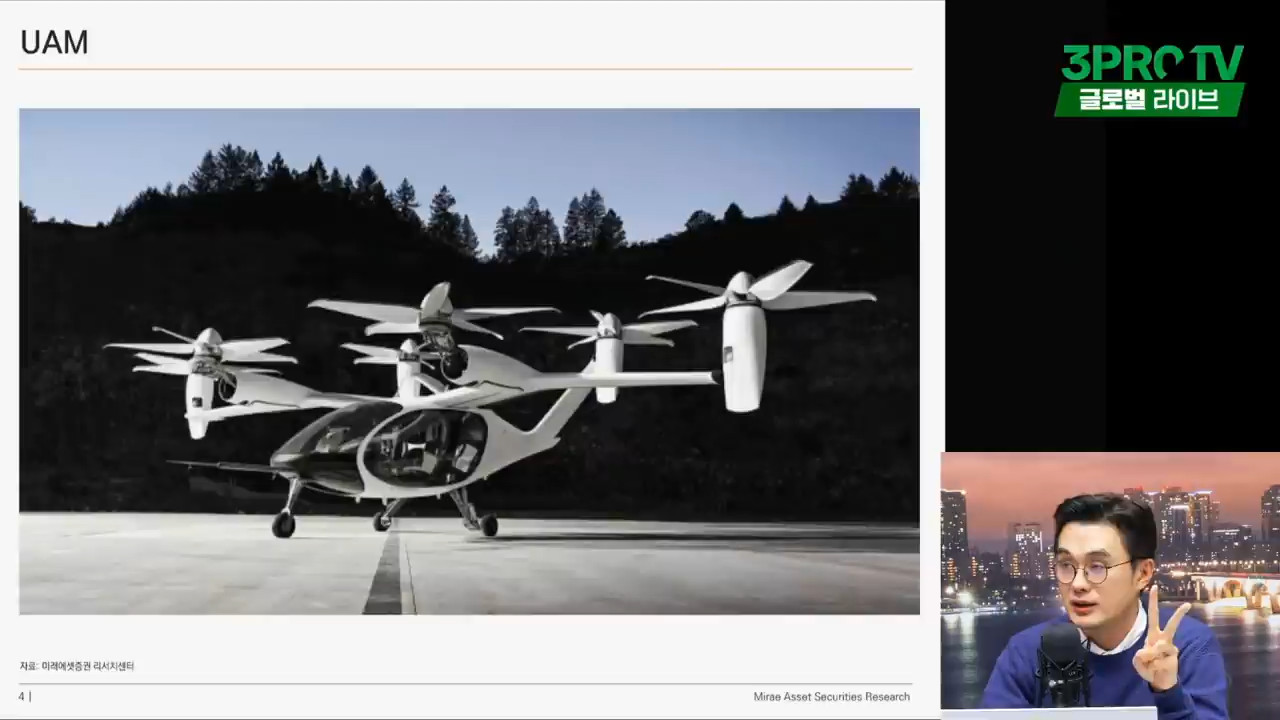 UAM
3PRO TV
글로벌 라이브
자료: 미래에셋증권 리서치센터
4 |
Mirae Asset Securities Research